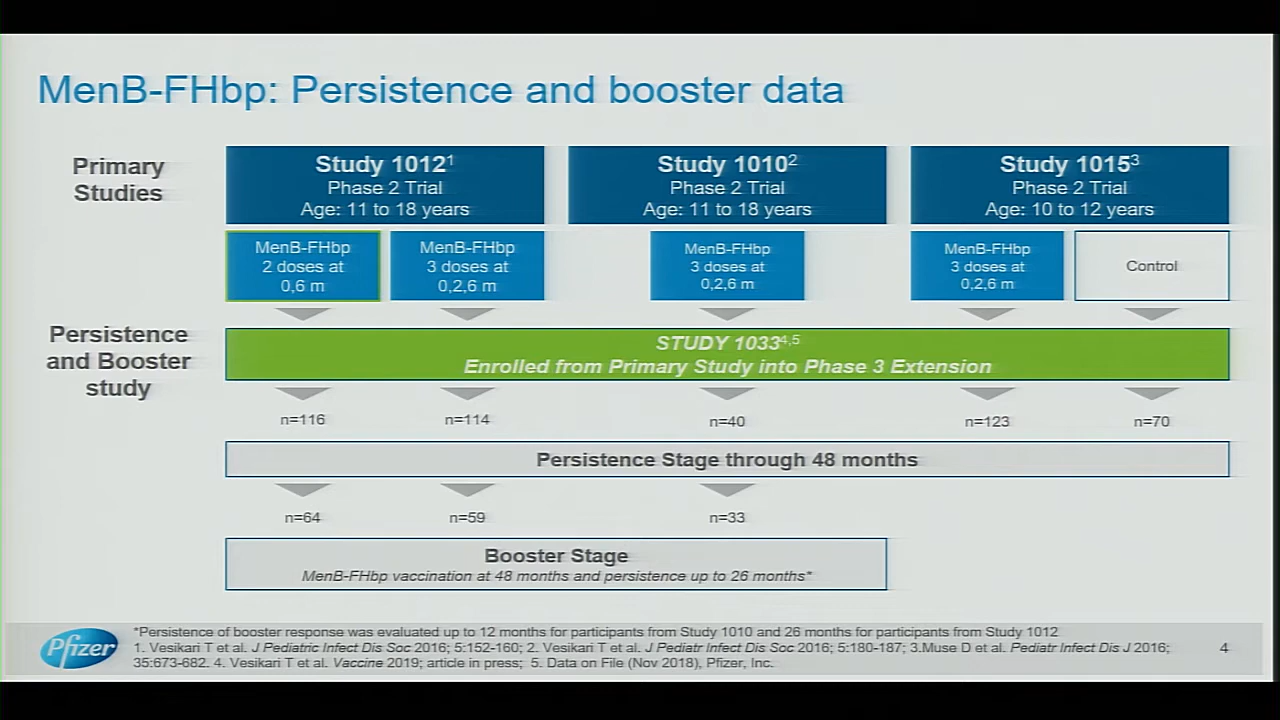 MenB-FHbp: Persistence and booster data
Primary
Studies
Study 1012¹
Phase 2 Trial
Age: 11 to 18 years
Study 1010²
Phase 2 Trial
Age: 11 to 18 years
Study 1015³
Phase 2 Trial
Age: 10 to 12 years
MenB-FHbp
2 doses at
0,6 m
MenB-FHbp
3 doses at
0,2,6 m
MenB-FHbp
3 doses at
0,2,6 m
MenB-FHbp
3 doses at
0,2,6 m
Control
Persistence
and Booster
study
STUDY 1033⁴,⁵
Enrolled from Primary Study into Phase 3 Extension
n=116
n=114
n=40
n=123
n=70
Persistence Stage through 48 months
n=64
n=59
n=33
Booster Stage
MenB-FHbp vaccination at 48 months and persistence up to 26 months*
Pfizer
*Persistence of booster response was evaluated up to 12 months for participants from Study 1010 and 26 months for participants from Study 1012
1. Vesikari T et al. J Pediatric Infect Dis Soc 2016; 5:152-160; 2. Vesikari T et al. J Pediatr Infect Dis Soc 2016; 5:180-187; 3.Muse D et al. Pediatr Infect Dis J 2016;
35:673-682. 4. Vesikari T et al. Vaccine 2019; article in press; 5. Data on File (Nov 2018), Pfizer, Inc.
4